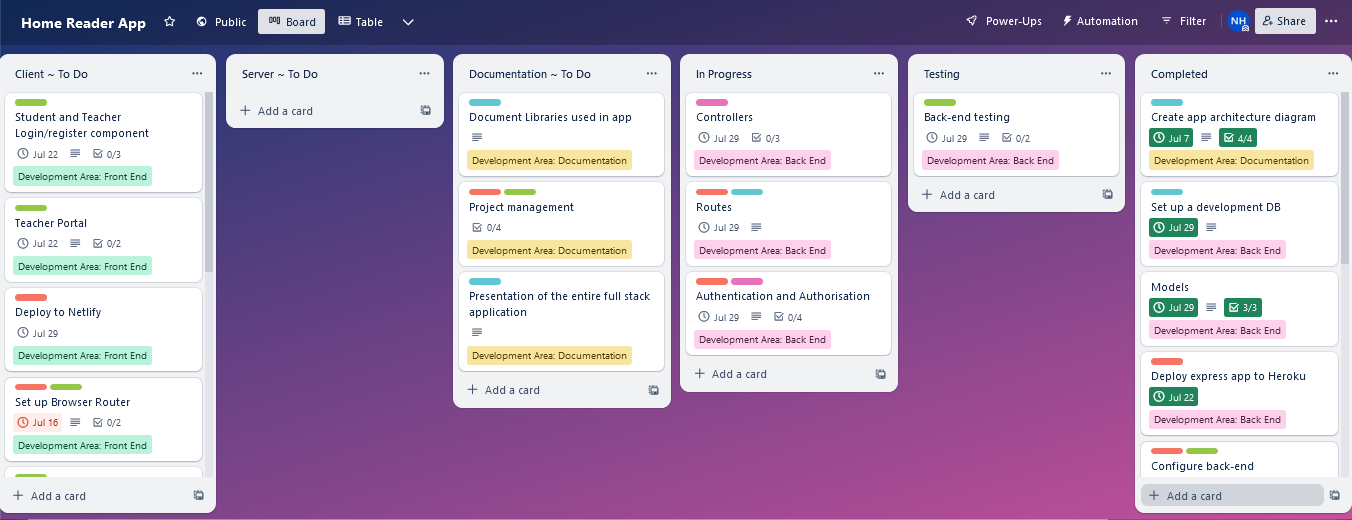 Home Reader App
Public
Board
Table
Power-Ups
Automation
Filter
NH
Share
Client ~ To Do
Student and Teacher
Login/register component
Jul 22
0/3
Development Area: Front End
Teacher Portal
Jul 22
0/2
Development Area: Front End
Deploy to Netlify
Jul 29
Development Area: Front End
Set up Browser Router
Jul 16
0/2
Development Area: Front End
+ Add a card
Server ~ To Do
+ Add a card
Documentation ~ To Do
Document Libraries used in app
Development Area: Documentation
Project management
0/4
Development Area: Documentation
Presentation of the entire full stack
application
Development Area: Documentation
+ Add a card
In Progress
Controllers
Jul 29
0/3
Development Area: Back End
Routes
Jul 29
Development Area: Back End
Authentication and Authorisation
Jul 29
0/4
Development Area: Back End
+ Add a card
Testing
Back-end testing
Jul 29
0/2
Development Area: Back End
+ Add a card
Completed
Create app architecture diagram
Jul 7
4/4
Development Area: Documentation
Set up a development DB
Jul 29
Development Area: Back End
Models
Jul 29
3/3
Development Area: Back End
Deploy express app to Heroku
Jul 22
Development Area: Back End
Configure back-end
+ Add a card